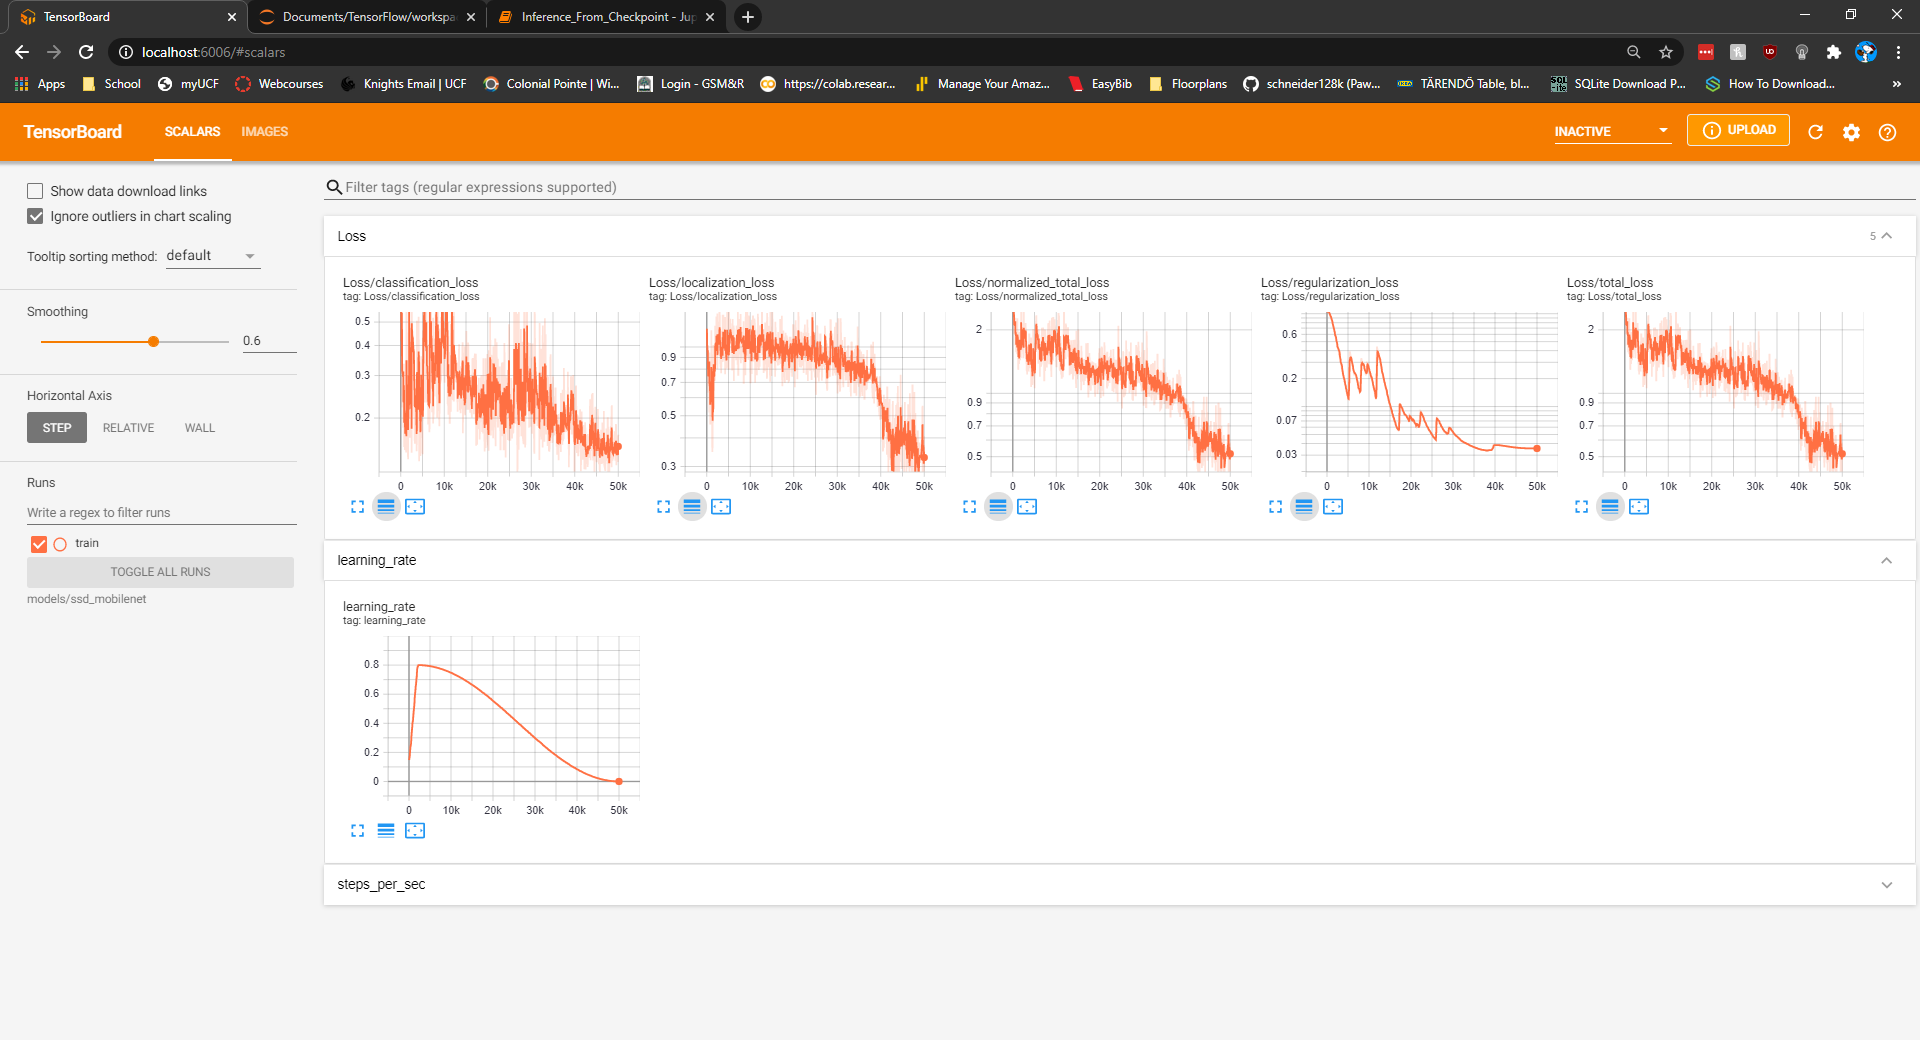 TensorBoard
Documents/TensorFlow/workspa
Inference_From_Checkpoint - Jup
localhost:6006/#scalars
Apps School myUCF Webcourses Knights Email | UCF Colonial Pointe | Wi... Login - GSM&R https://colab.resear... Manage Your Amaz... EasyBib Floorplans schneider128k (Paw... TÄRENDÖ Table, bl... SQLite Download P... How To Download... »
TensorBoard SCALARS IMAGES INACTIVE UPLOAD
Show data download links
Ignore outliers in chart scaling
Tooltip sorting method: default
Smoothing
0.6
Horizontal Axis
STEP RELATIVE WALL
Runs
Write a regex to filter runs
train
TOGGLE ALL RUNS
models/ssd_mobilenet
Filter tags (regular expressions supported)
Loss 5
Loss/classification_loss
tag: Loss/classification_loss
0.5
0.4
0.3
0.2
0 10k 20k 30k 40k 50k
Loss/localization_loss
tag: Loss/localization_loss
0.9
0.7
0.5
0.3
0 10k 20k 30k 40k 50k
Loss/normalized_total_loss
tag: Loss/normalized_total_loss
2
0.9
0.7
0.5
0 10k 20k 30k 40k 50k
Loss/regularization_loss
tag: Loss/regularization_loss
0.6
0.2
0.07
0.03
0 10k 20k 30k 40k 50k
Loss/total_loss
tag: Loss/total_loss
2
0.9
0.7
0.5
0 10k 20k 30k 40k 50k
learning_rate
learning_rate
tag: learning_rate
0.8
0.6
0.4
0.2
0
0 10k 20k 30k 40k 50k
steps_per_sec